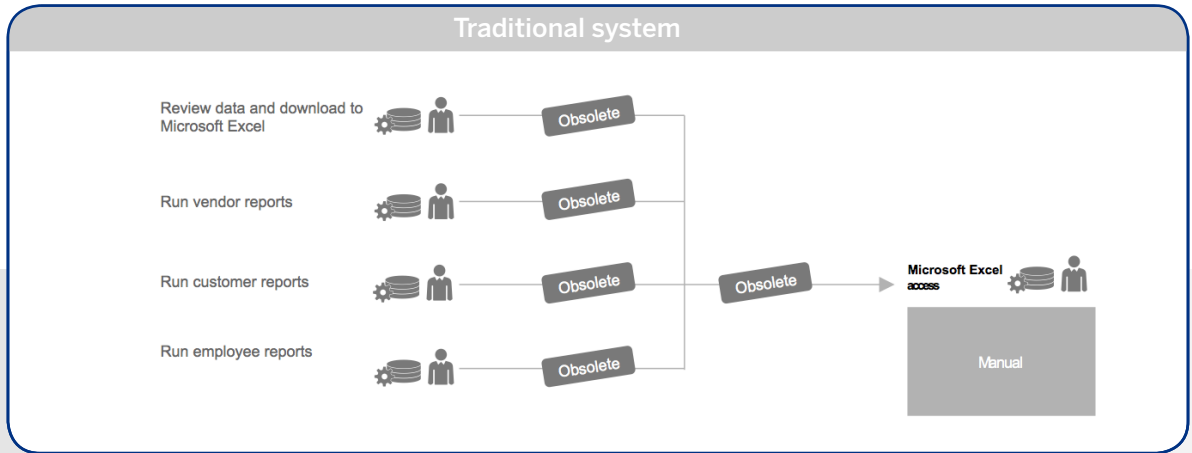 Traditional system
Review data and download to
Microsoft Excel
Obsolete
Run vendor reports
Obsolete
Run customer reports
Obsolete
Obsolete
Microsoft Excel
access
Run employee reports
Obsolete
Manual